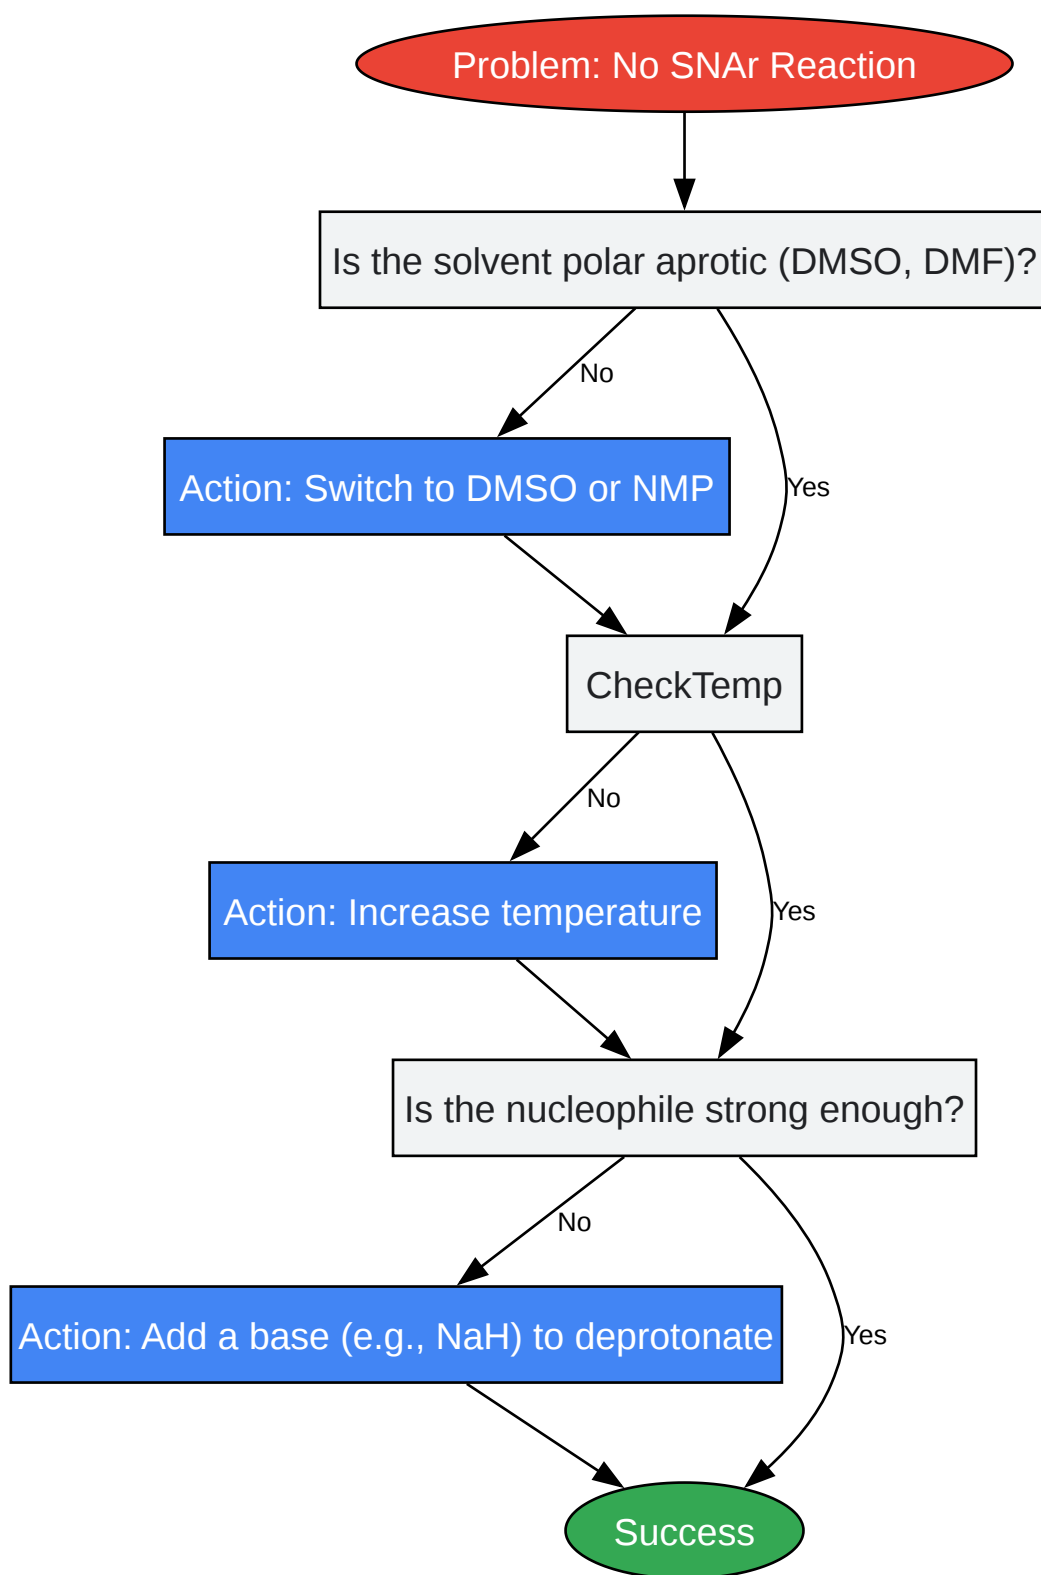 Problem: No SNAr Reaction
Is the solvent polar aprotic (DMSO, DMF)?
No
Action: Switch to DMSO or NMP
Yes
CheckTemp
No
Action: Increase temperature
Yes
Is the nucleophile strong enough?
No
Action: Add a base (e.g., NaH) to deprotonate
Yes
Success